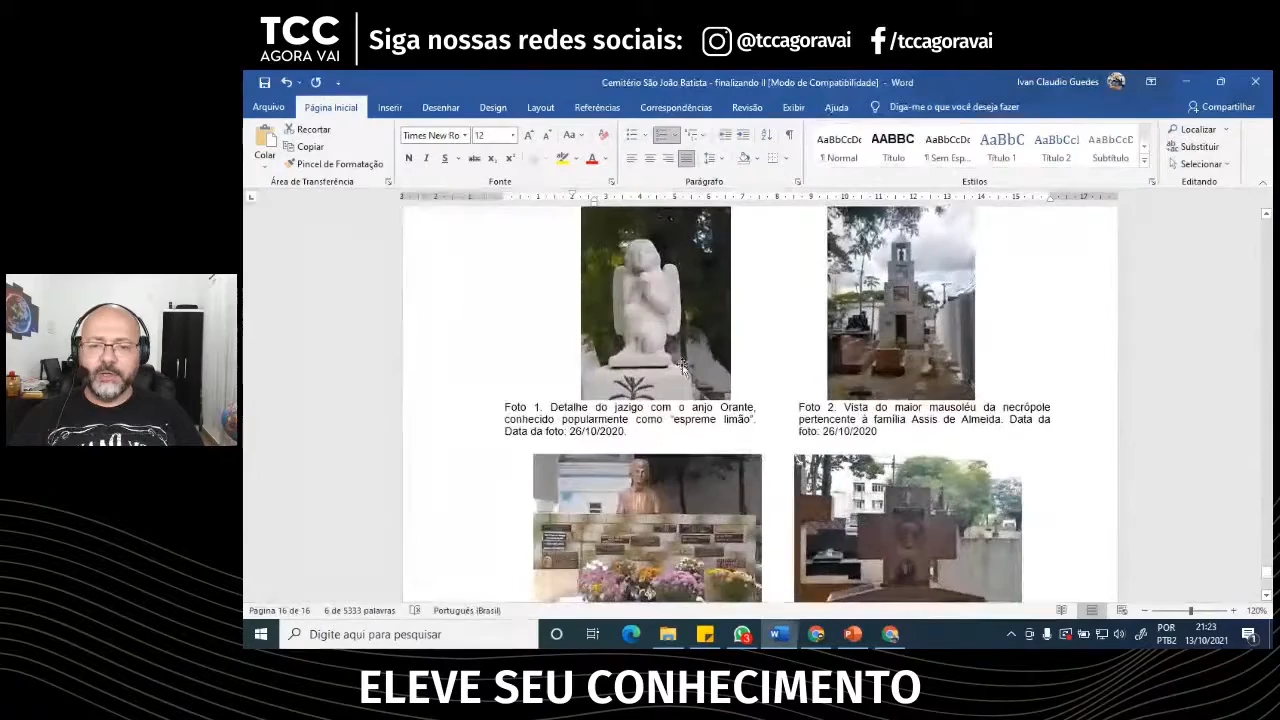 TCC
AGORA VAI
Siga nossas redes sociais:
@tccagoravai
/tccagoravai
Cemitério São João Batista - finalizando II [Modo de Compatibilidade] - Word
Ivan Claudio Guedes
Arquivo
Página Inicial
Inserir
Desenhar
Design
Layout
Referências
Correspondências
Revisão
Exibir
Ajuda
Diga-me o que você deseja fazer
Compartilhar
Colar
Recortar
Copiar
Pincel de Formatação
Área de Transferência
Times New Ro
12
Fonte
Parágrafo
AaBbCcDc
¶ Normal
AABBC
Título
AaBbCcDc
¶ Sem Esp...
AaBbC
Título 1
AaBbCcI
Título 2
AaBbCcD
Subtítulo
Estilos
Localizar
Substituir
Selecionar
Editando
Foto 1. Detalhe do jazigo com o anjo Orante,
conhecido popularmente como “espreme limão”.
Data da foto: 26/10/2020.
Foto 2. Vista do maior mausoléu da necrópole
pertencente à família Assis de Almeida. Data da
foto: 26/10/2020
Página 16 de 16
6 de 5333 palavras
Português (Brasil)
120%
Digite aqui para pesquisar
3
POR
PTB2
21:23
13/10/2021
ELEVE SEU CONHECIMENTO